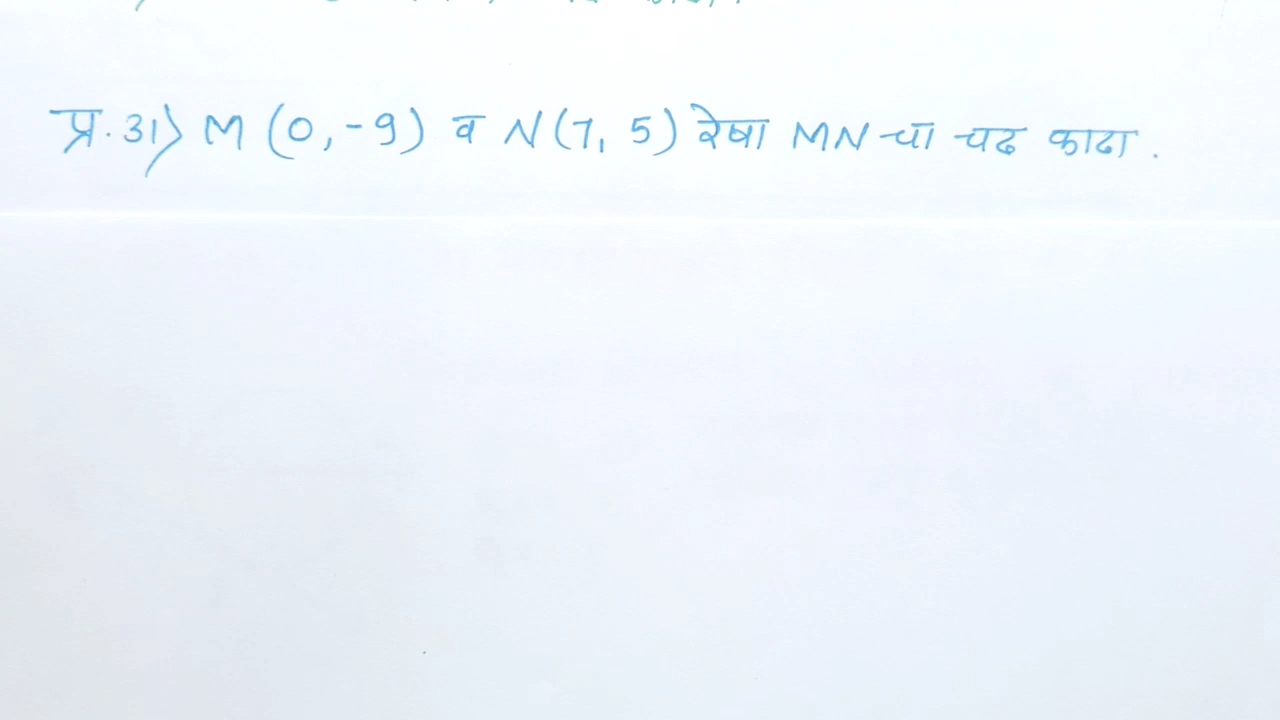 प्र. 31) M (0, -9) व N (7, 5) रेषा MN चा चढ काढा.